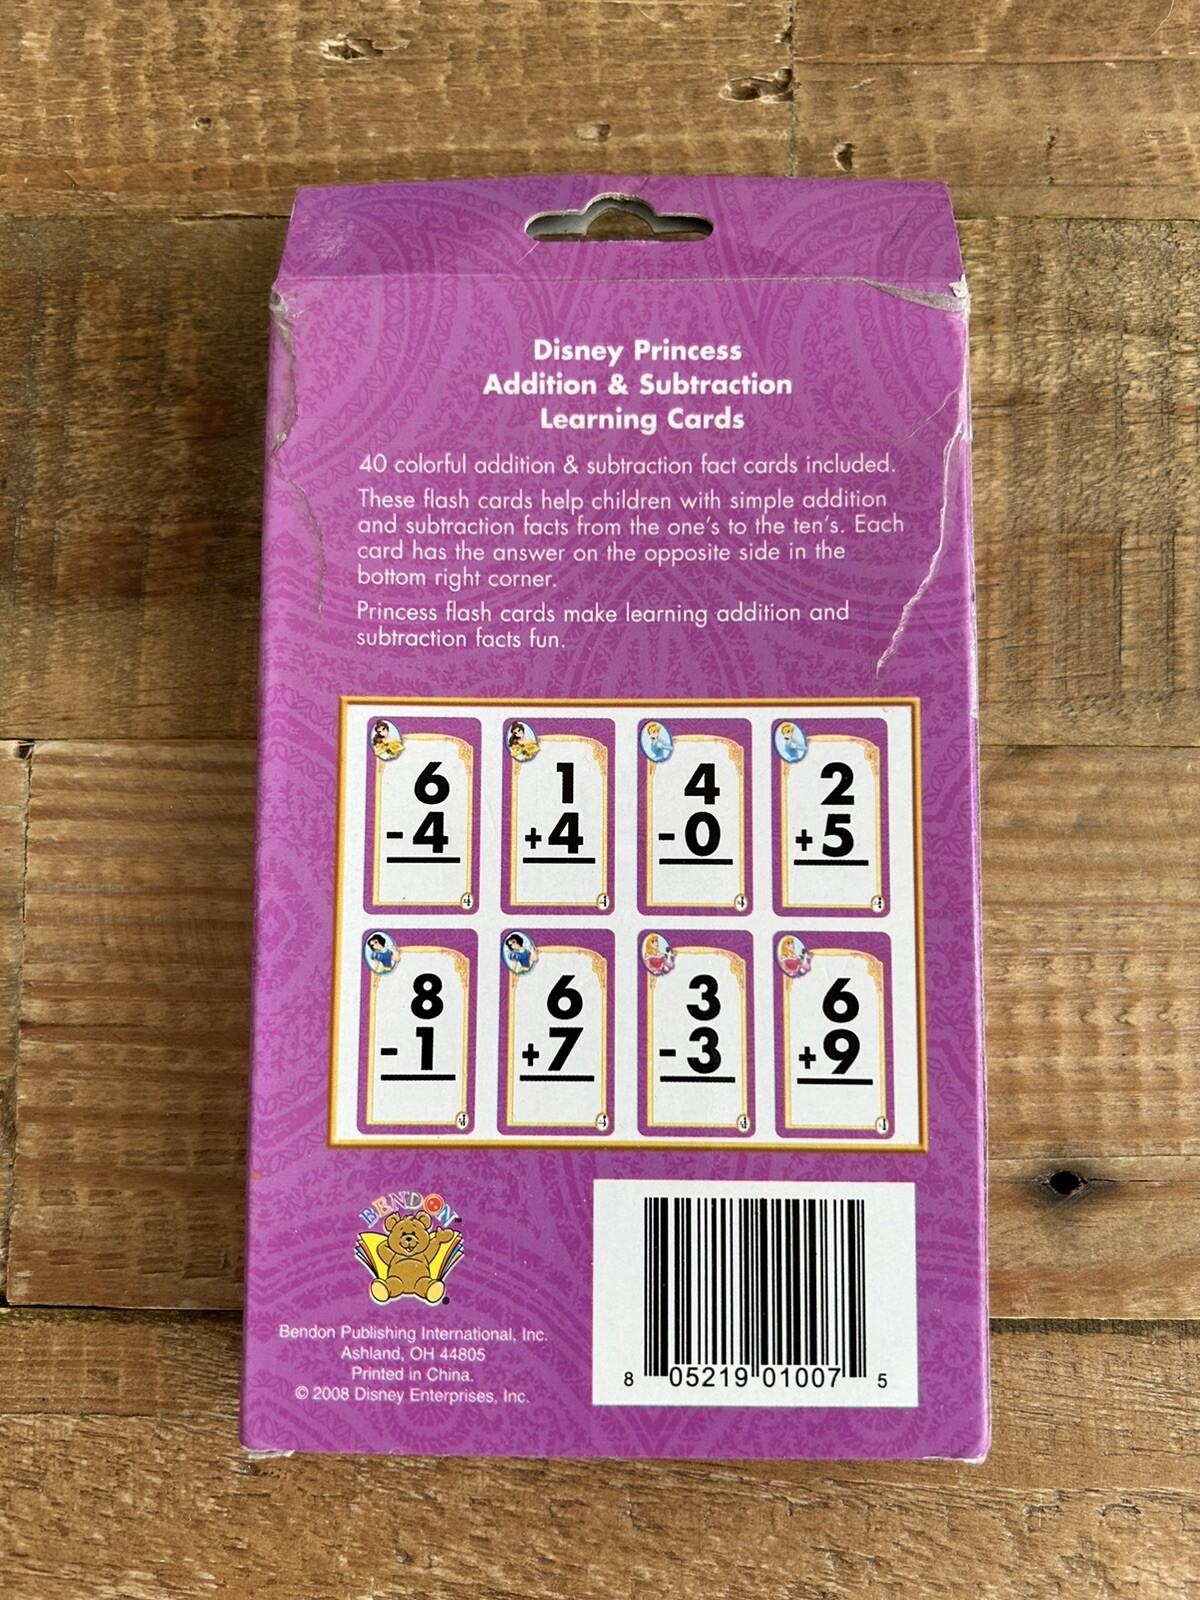 Disney Princess
Addition & Subtraction
Learning Cards
40 colorful addition & subtraction fact cards included.
These flash cards help children with simple addition
and subtraction facts from the one's to the ten's. Each
card has the answer on the opposite side in the
bottom right corner.
Princess flash cards make learning addition and
subtraction facts fun.
6 1 4 2
-4 +4 -0 +5
8 6 3 6
-1 +7 -3 +9
BENDON
Bendon Publishing International, Inc.
Ashland, OH 44805
Printed in China.
© 2008 Disney Enterprises, Inc.
8 05219 01007 5